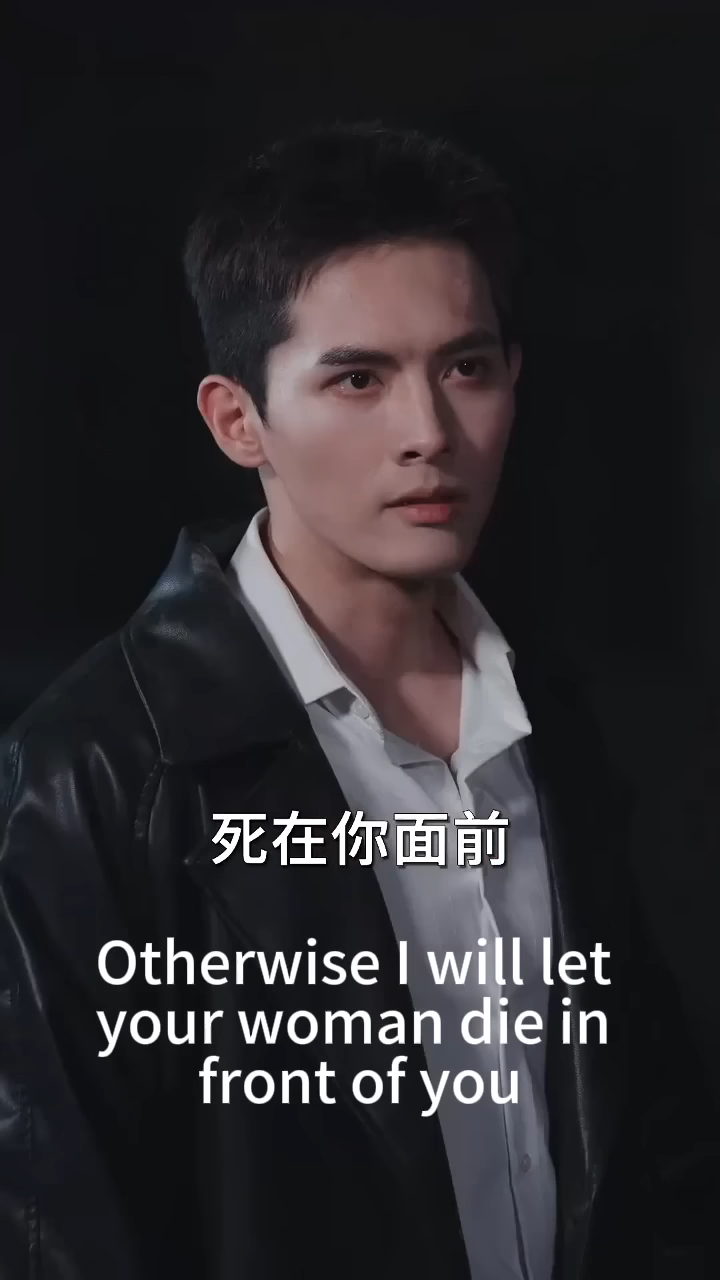 死在你面前
Otherwise I will let
your woman die in
front of you